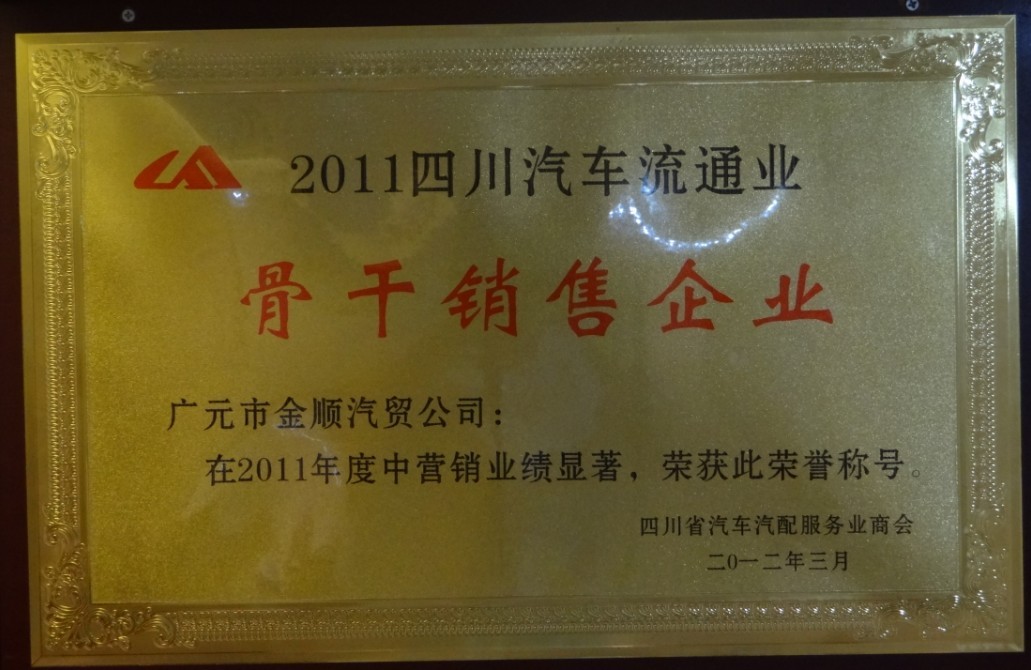 2011四川汽车流通业
骨干销售企业
广元市金顺汽贸公司：
在2011年度中营销业绩显著，荣获此荣誉称号。
四川省汽车汽配服务业商会
二0一二年三月